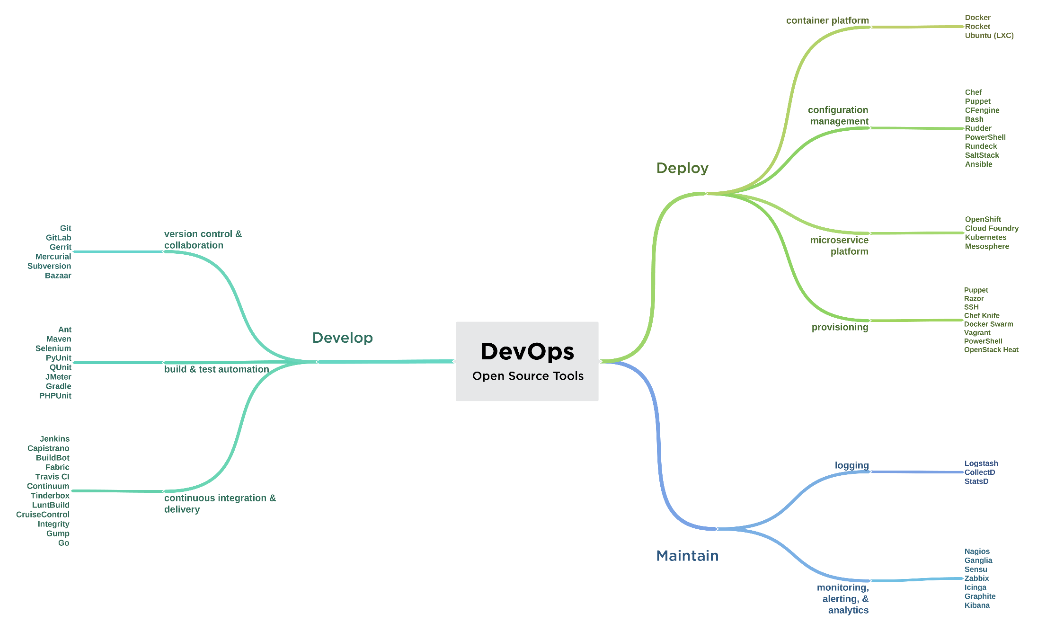 DevOps
Open Source Tools
Develop
version control &
collaboration
Git
GitLab
Gerrit
Mercurial
Subversion
Bazaar
build & test automation
Ant
Maven
Selenium
PyUnit
QUnit
JMeter
Gradle
PHPUnit
continuous integration &
delivery
Jenkins
Capistrano
BuildBot
Fabric
Travis CI
Continuum
Tinderbox
LuntBuild
CruiseControl
Integrity
Gump
Go
Deploy
container platform
Docker
Rocket
Ubuntu (LXC)
configuration
management
Chef
Puppet
CFengine
Bash
Rudder
PowerShell
Rundeck
SaltStack
Ansible
microservice
platform
OpenShift
Cloud Foundry
Kubernetes
Mesosphere
provisioning
Puppet
Razor
SSH
Chef Knife
Docker Swarm
Vagrant
PowerShell
OpenStack Heat
Maintain
logging
Logstash
CollectD
StatsD
monitoring,
alerting, &
analytics
Nagios
Ganglia
Sensu
Zabbix
Icinga
Graphite
Kibana